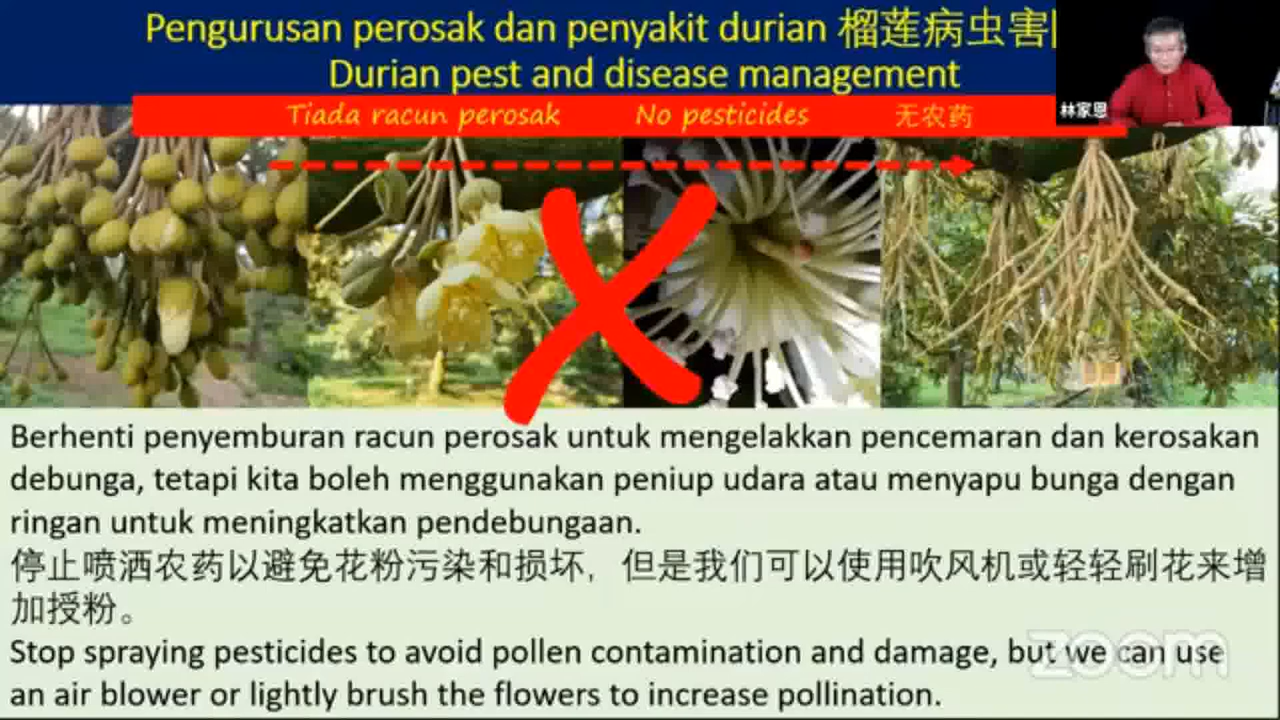 Pengurusan perosak dan penyakit durian 榴莲病虫害
Durian pest and disease management
林家恩
Tiada racun perosak No pesticides 无农药
Berhenti penyemburan racun perosak untuk mengelakkan pencemaran dan kerosakan
debunga, tetapi kita boleh menggunakan peniup udara atau menyapu bunga dengan
ringan untuk meningkatkan pendebungaan.
停止喷洒农药以避免花粉污染和损坏，但是我们可以使用吹风机或轻轻刷花来增
加授粉。
Stop spraying pesticides to avoid pollen contamination and damage, but we can use
an air blower or lightly brush the flowers to increase pollination.
zoom